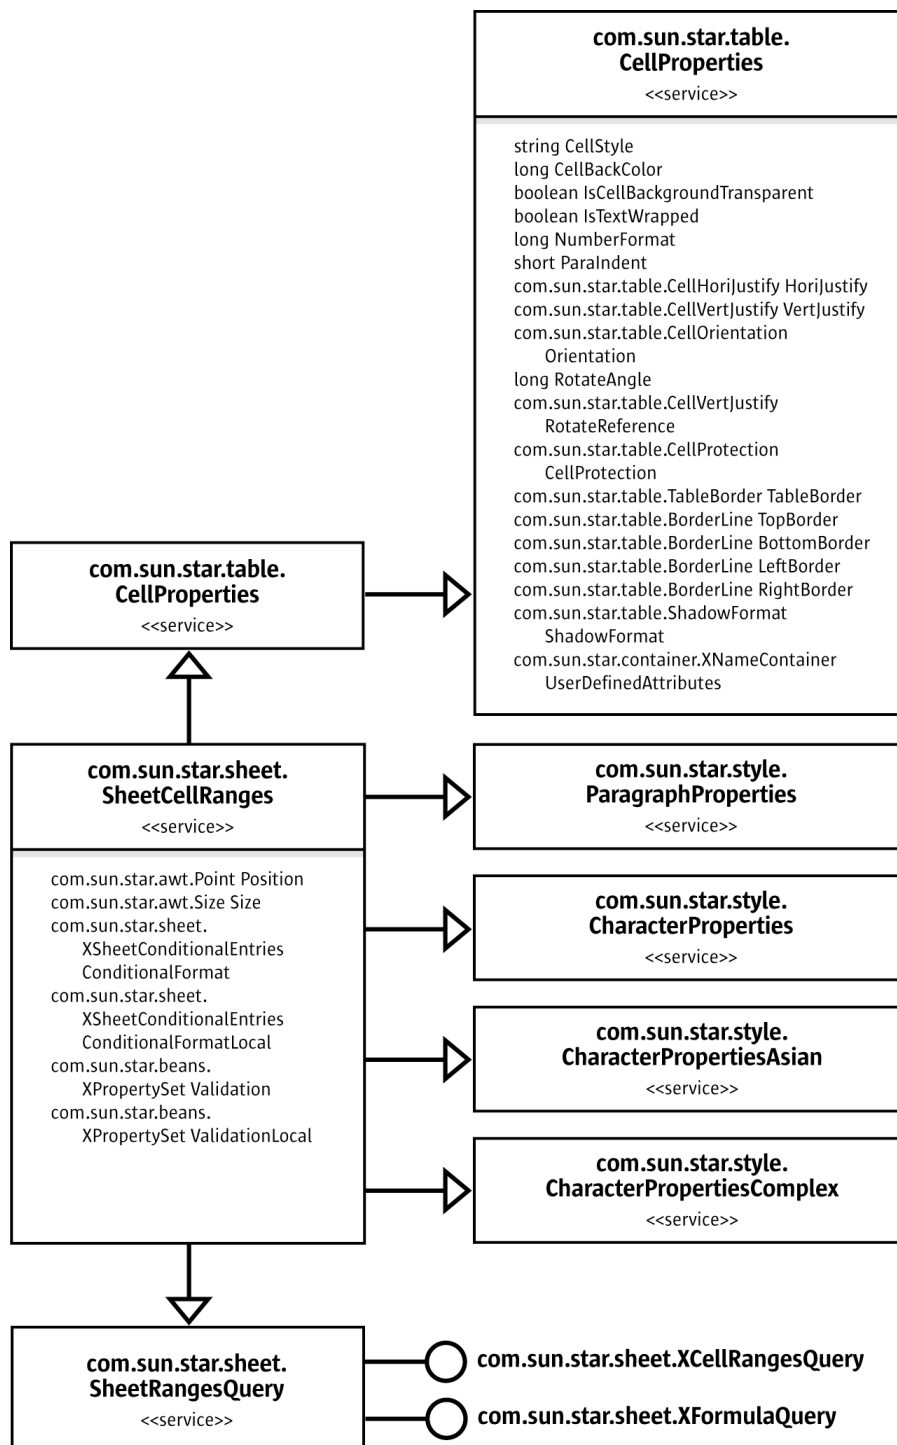 com.sun.star.table.
CellProperties
<<service>>
string CellStyle
long CellBackColor
boolean IsCellBackgroundTransparent
boolean IsTextWrapped
long NumberFormat
short ParaIndent
com.sun.star.table.CellHoriJustify HoriJustify
com.sun.star.table.CellVertJustify VertJustify
com.sun.star.table.CellOrientation
Orientation
long RotateAngle
com.sun.star.table.CellVertJustify
RotateReference
com.sun.star.table.CellProtection
CellProtection
com.sun.star.table.TableBorder TableBorder
com.sun.star.table.BorderLine TopBorder
com.sun.star.table.BorderLine BottomBorder
com.sun.star.table.BorderLine LeftBorder
com.sun.star.table.BorderLine RightBorder
com.sun.star.table.ShadowFormat
ShadowFormat
com.sun.star.container.XNameContainer
UserDefinedAttributes
com.sun.star.table.
CellProperties
<<service>>
com.sun.star.sheet.
SheetCellRanges
<<service>>
com.sun.star.awt.Point Position
com.sun.star.awt.Size Size
com.sun.star.sheet.
XSheetConditionalEntries
ConditionalFormat
com.sun.star.sheet.
XSheetConditionalEntries
ConditionalFormatLocal
com.sun.star.beans.
XPropertySet Validation
com.sun.star.beans.
XPropertySet ValidationLocal
com.sun.star.style.
ParagraphProperties
<<service>>
com.sun.star.style.
CharacterProperties
<<service>>
com.sun.star.style.
CharacterPropertiesAsian
<<service>>
com.sun.star.style.
CharacterPropertiesComplex
<<service>>
com.sun.star.sheet.
SheetRangesQuery
<<service>>
com.sun.star.sheet.XCellRangesQuery
com.sun.star.sheet.XFormulaQuery